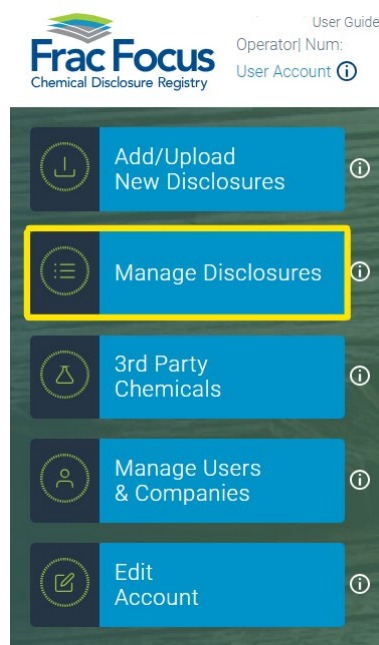 User Guide
Frac Focus
Chemical Disclosure Registry
Operator| Num:
User Account
Add/Upload
New Disclosures
Manage Disclosures
3rd Party
Chemicals
Manage Users
& Companies
Edit
Account